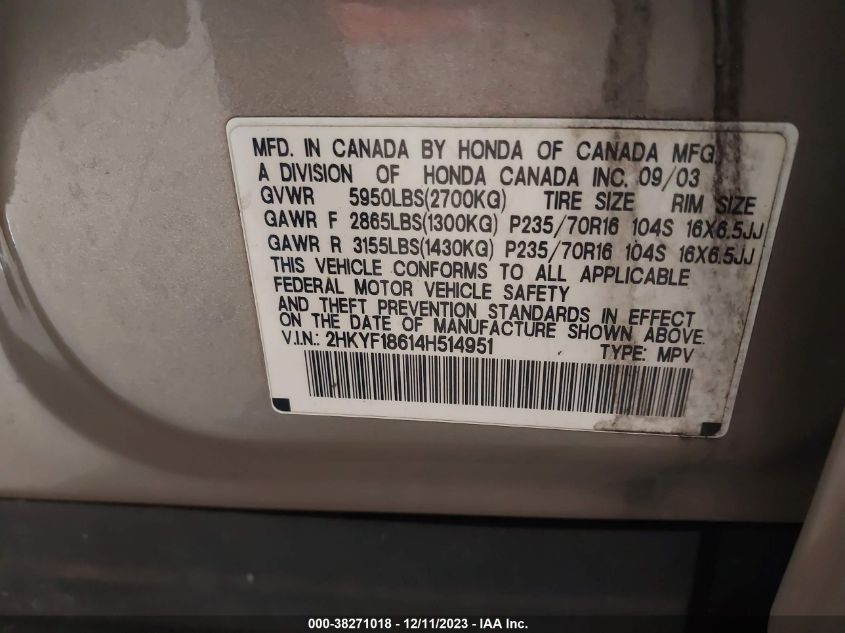 MFD. IN CANADA BY HONDA OF CANADA MFG.
A DIVISION OF HONDA CANADA INC. 09/03
GVWR 5950LBS(2700KG) TIRE SIZE RIM SIZE
GAWR F 2865LBS(1300KG) P235/70R16 104S 16X6.5JJ
GAWR R 3155LBS(1430KG) P235/70R16 104S 16X6.5JJ
THIS VEHICLE CONFORMS TO ALL APPLICABLE
FEDERAL MOTOR VEHICLE SAFETY
AND THEFT PREVENTION STANDARDS IN EFFECT
ON THE DATE OF MANUFACTURE SHOWN ABOVE.
V.I.N.: 2HKYF18614H514951 TYPE: MPV
000-38271018 - 12/11/2023 - IAA Inc.